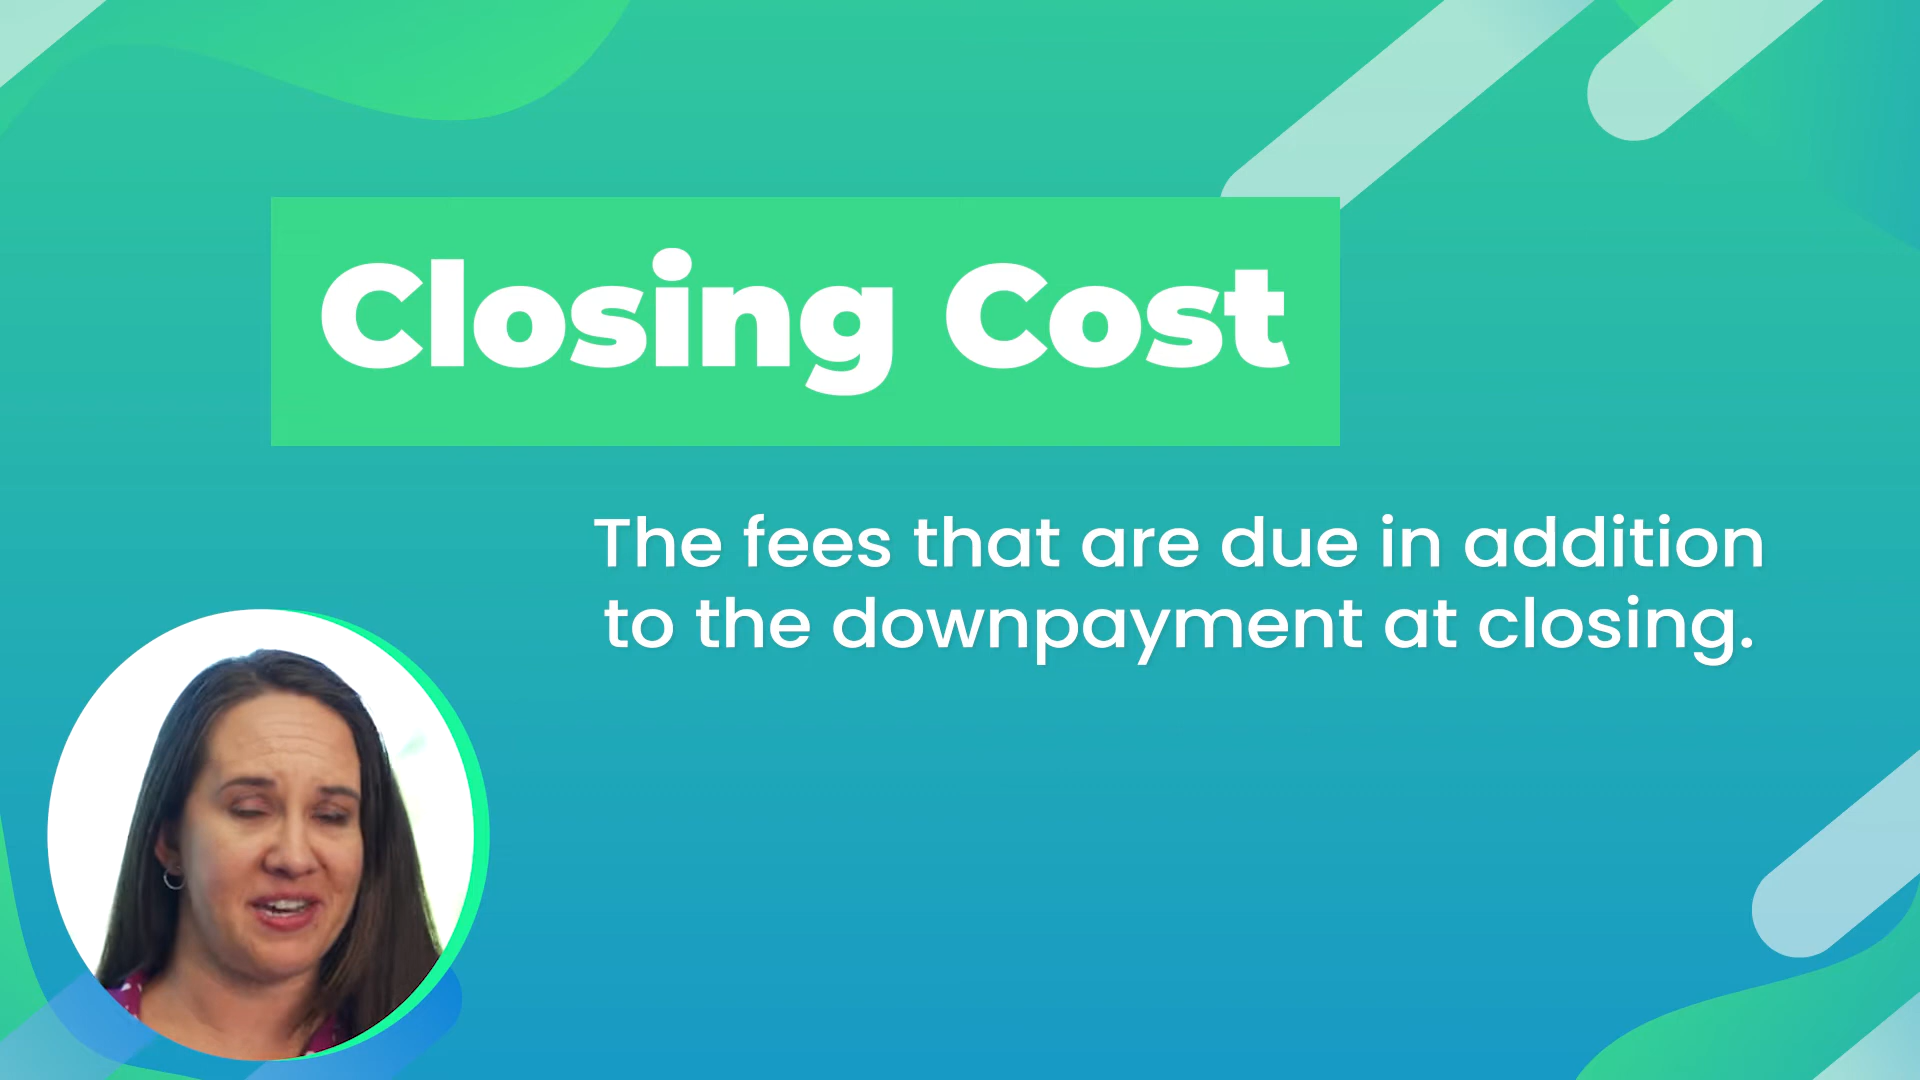 Closing Cost
The fees that are due in addition
to the downpayment at closing.